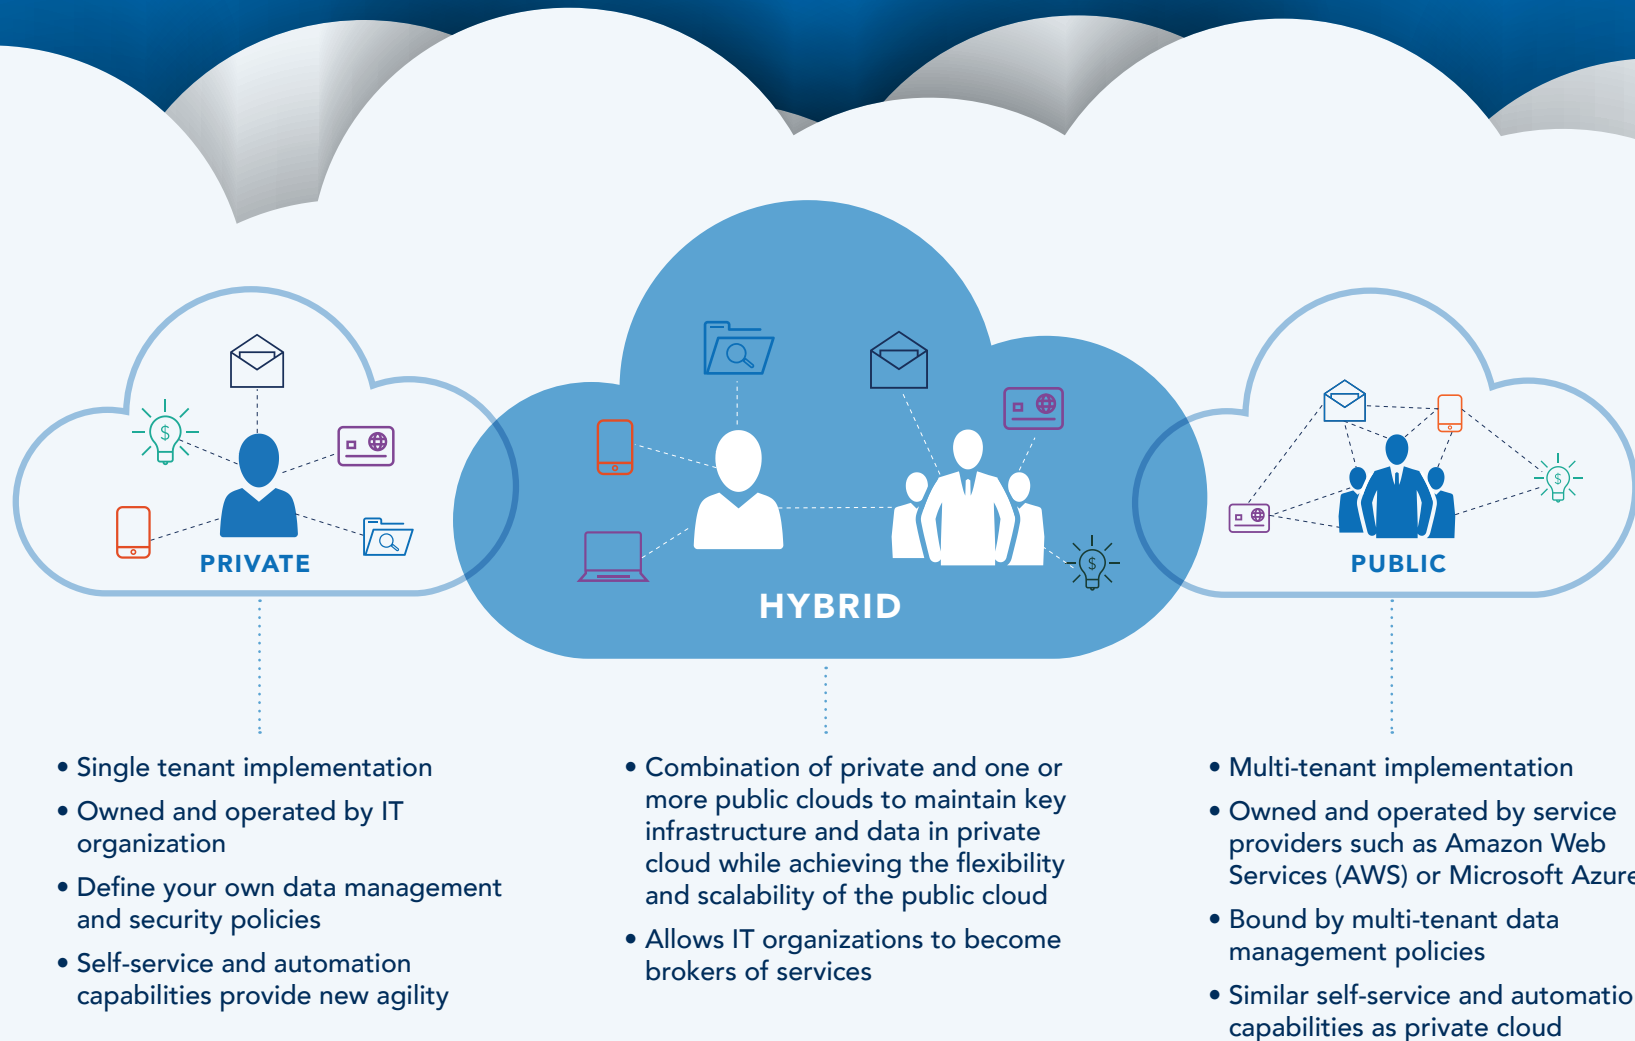 PRIVATE
HYBRID
PUBLIC
• Single tenant implementation
• Owned and operated by IT
organization
• Define your own data management
and security policies
• Self-service and automation
capabilities provide new agility
• Combination of private and one or
more public clouds to maintain key
infrastructure and data in private
cloud while achieving the flexibility
and scalability of the public cloud
• Allows IT organizations to become
brokers of services
• Multi-tenant implementation
• Owned and operated by service
providers such as Amazon Web
Services (AWS) or Microsoft Azure
• Bound by multi-tenant data
management policies
• Similar self-service and automatio
capabilities as private cloud
$
$
$